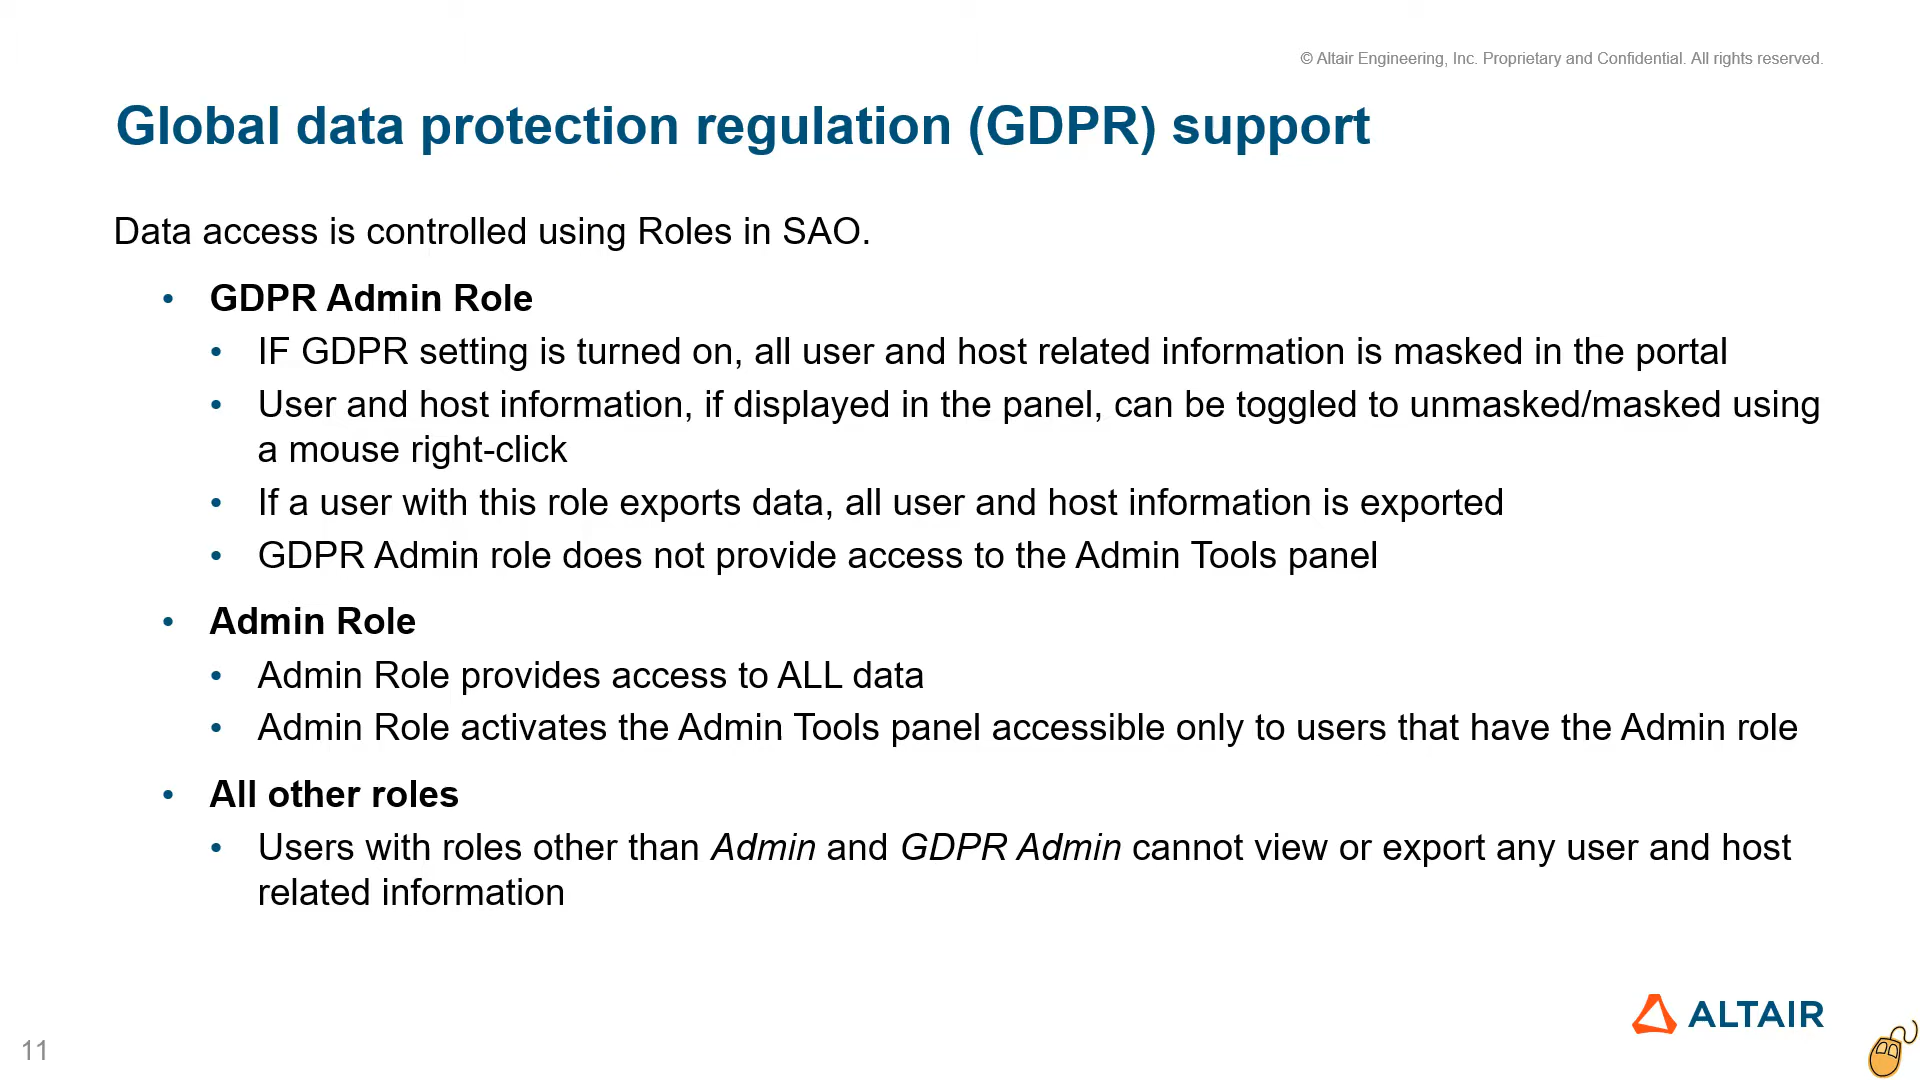 © Altair Engineering, Inc. Proprietary and Confidential. All rights reserved.
Global data protection regulation (GDPR) support
Data access is controlled using Roles in SAO.
• GDPR Admin Role
• IF GDPR setting is turned on, all user and host related information is masked in the portal
• User and host information, if displayed in the panel, can be toggled to unmasked/masked using
a mouse right-click
• If a user with this role exports data, all user and host information is exported
• GDPR Admin role does not provide access to the Admin Tools panel
• Admin Role
• Admin Role provides access to ALL data
• Admin Role activates the Admin Tools panel accessible only to users that have the Admin role
• All other roles
• Users with roles other than Admin and GDPR Admin cannot view or export any user and host
related information
ALTAIR
11